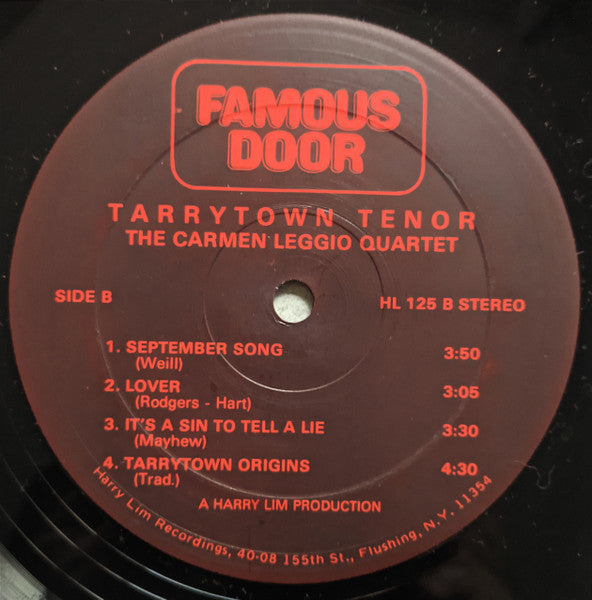 FAMOUS
DOOR
TARRYTOWN TENOR
THE CARMEN LEGGIO QUARTET
SIDE B
HL 125 B STEREO
1. SEPTEMBER SONG 3:50
(Weill)
2. LOVER 3:05
(Rodgers - Hart)
3. IT'S A SIN TO TELL A LIE 3:30
(Mayhew)
4. TARRYTOWN ORIGINS 4:30
(Trad.)
A HARRY LIM PRODUCTION
Harry Lim Recordings, 40-08 155th St., Flushing, N.Y. 11354